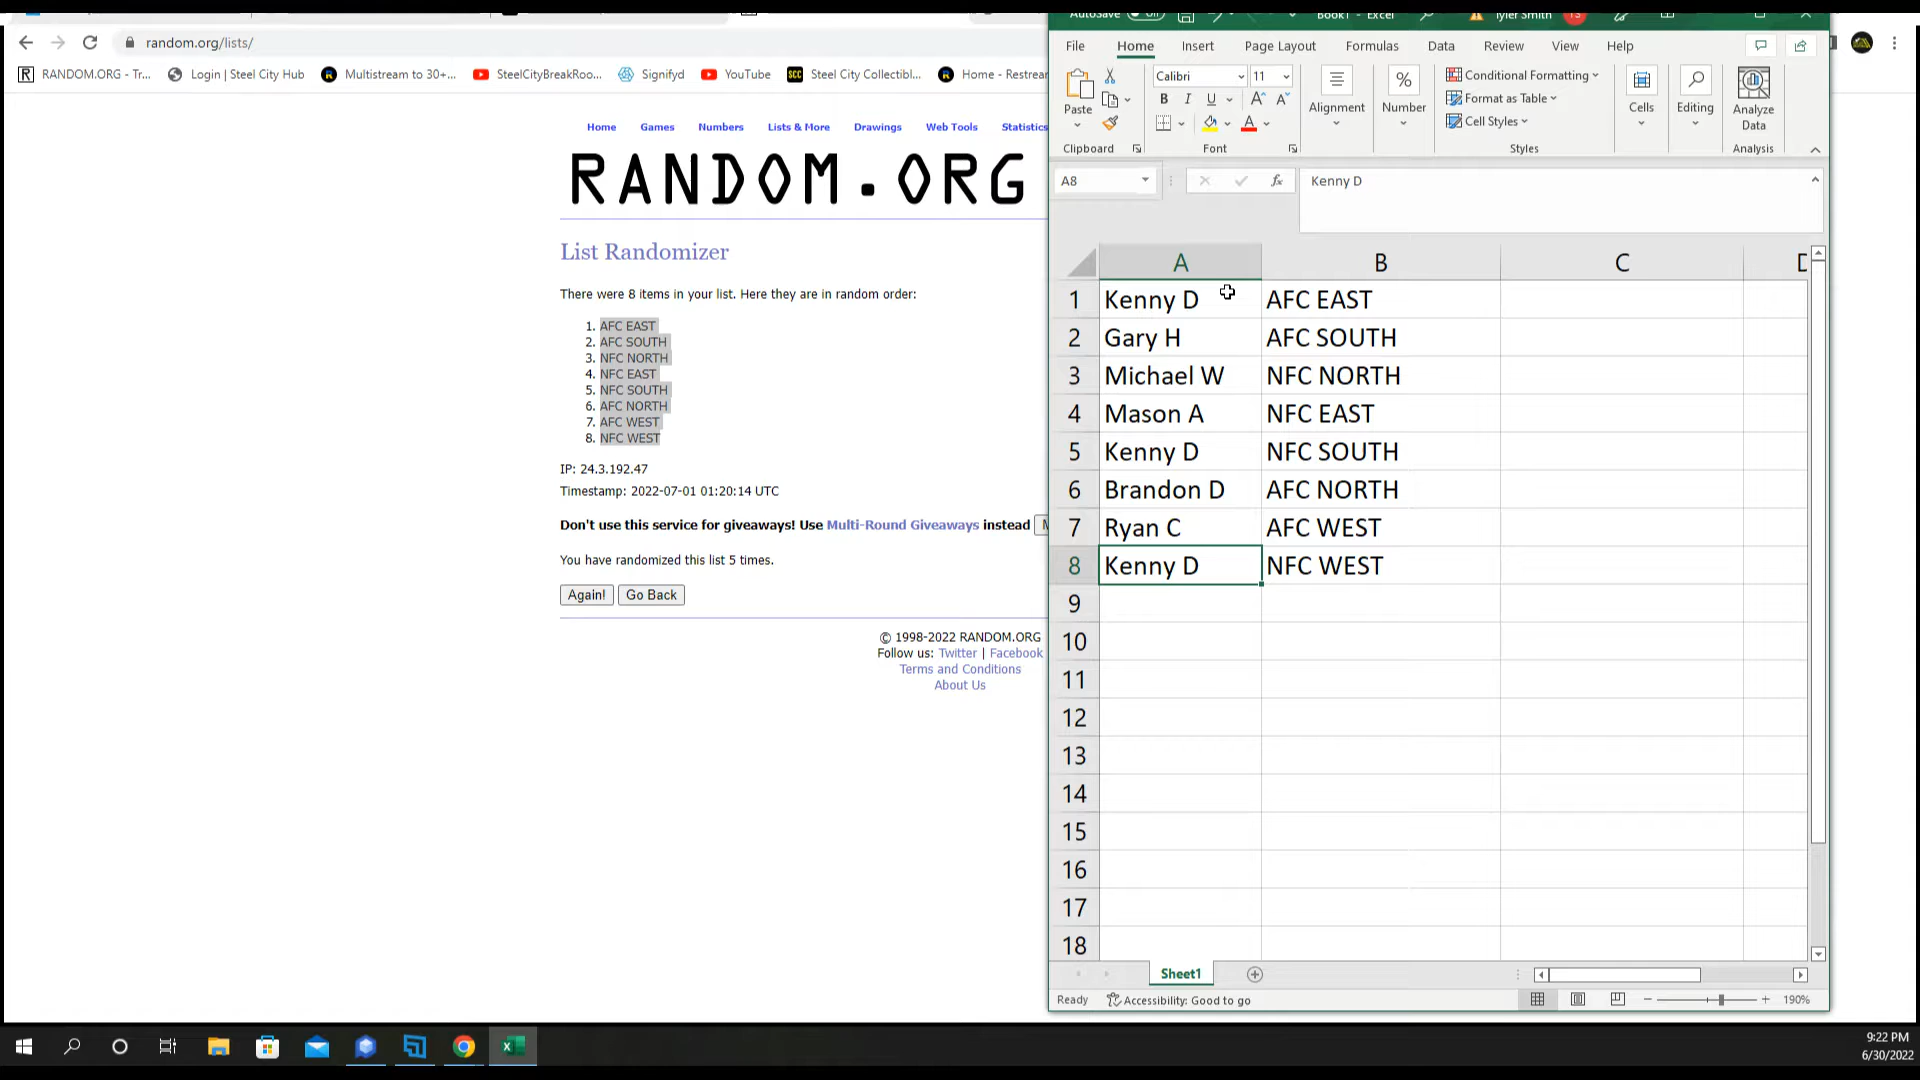 random.org/lists/
RANDOM.ORG - Tr... Login | Steel City Hub Multistream to 30+... SteelCityBreakRoo... Signifyd YouTube Steel City Collectibl... Home - Restrear
Home Games Numbers Lists & More Drawings Web Tools Statistics
RANDOM.ORG
List Randomizer
There were 8 items in your list. Here they are in random order:
1. AFC EAST
2. AFC SOUTH
3. NFC NORTH
4. NFC EAST
5. NFC SOUTH
6. AFC NORTH
7. AFC WEST
8. NFC WEST
IP: 24.3.192.47
Timestamp: 2022-07-01 01:20:14 UTC
Don't use this service for giveaways! Use Multi-Round Giveaways instead
You have randomized this list 5 times.
Again! Go Back
© 1998-2022 RANDOM.ORG
Follow us: Twitter | Facebook
Terms and Conditions
About Us
AutoSave Off Book1 - Excel Tyler Smith TS
File Home Insert Page Layout Formulas Data Review View Help
Paste Calibri 11 Alignment Number Conditional Formatting Format as Table Cell Styles Cells Editing Analyze Data
Clipboard Font Styles Analysis
A8 fx Kenny D
A B C
1 Kenny D AFC EAST
2 Gary H AFC SOUTH
3 Michael W NFC NORTH
4 Mason A NFC EAST
5 Kenny D NFC SOUTH
6 Brandon D AFC NORTH
7 Ryan C AFC WEST
8 Kenny D NFC WEST
9
10
11
12
13
14
15
16
17
18
Sheet1
Ready Accessibility: Good to go 190%
9:22 PM
6/30/2022